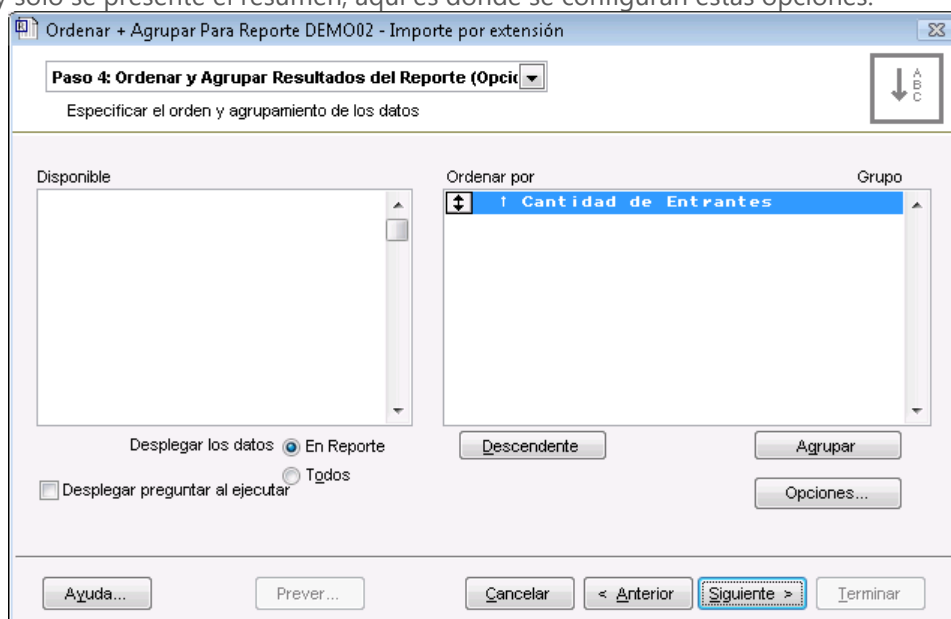 y solo se presente el resumen, aquí es donde se configuran estas opciones.
Ordenar + Agrupar Para Reporte DEMO02 - Importe por extensión
Paso 4: Ordenar y Agrupar Resultados del Reporte (Opcic
Especificar el orden y agrupamiento de los datos
A
B
C
Disponible
Ordenar por Grupo
↑ Cantidad de Entrantes
Desplegar los datos En Reporte
Todos
Desplegar preguntar al ejecutar
Descendente Agrupar
Opciones...
Ayuda... Prever... Cancelar < Anterior Siguiente > Terminar